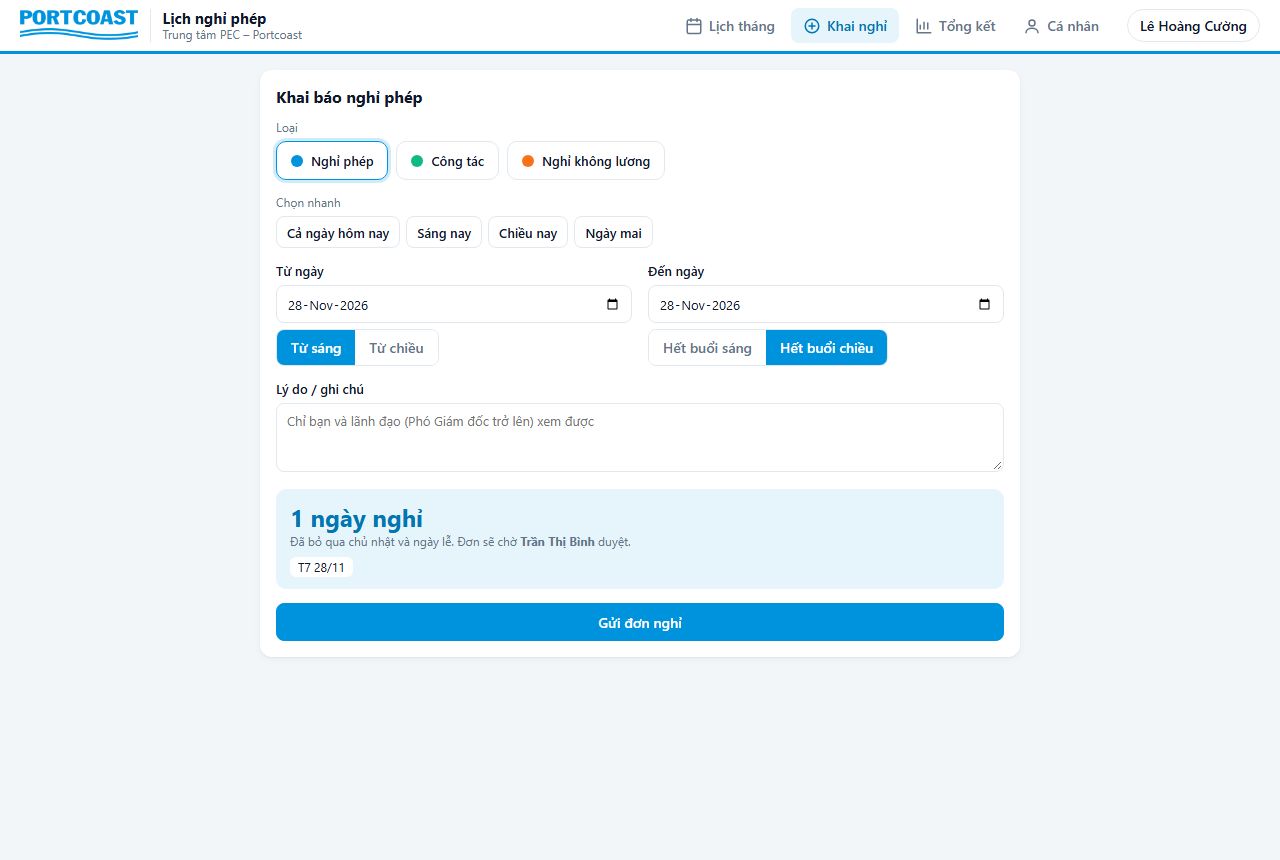 PORTCOAST
Lịch nghỉ phép
Trung tâm PEC – Portcoast
Lịch tháng
Khai nghỉ
Tổng kết
Cá nhân
Lê Hoàng Cường
Khai báo nghỉ phép
Loại
Nghỉ phép
Công tác
Nghỉ không lương
Chọn nhanh
Cả ngày hôm nay
Sáng nay
Chiều nay
Ngày mai
Từ ngày
28-Nov-2026
Từ sáng
Từ chiều
Đến ngày
28-Nov-2026
Hết buổi sáng
Hết buổi chiều
Lý do / ghi chú
Chỉ bạn và lãnh đạo (Phó Giám đốc trở lên) xem được
1 ngày nghỉ
Đã bỏ qua chủ nhật và ngày lễ. Đơn sẽ chờ Trần Thị Bình duyệt.
T7 28/11
Gửi đơn nghỉ